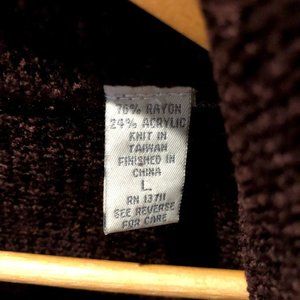 76% RAYON
24% ACRYLIC
KNIT IN
TAIWAN
FINISHED IN
CHINA
L
RN 13711
SEE REVERSE
FOR CARE